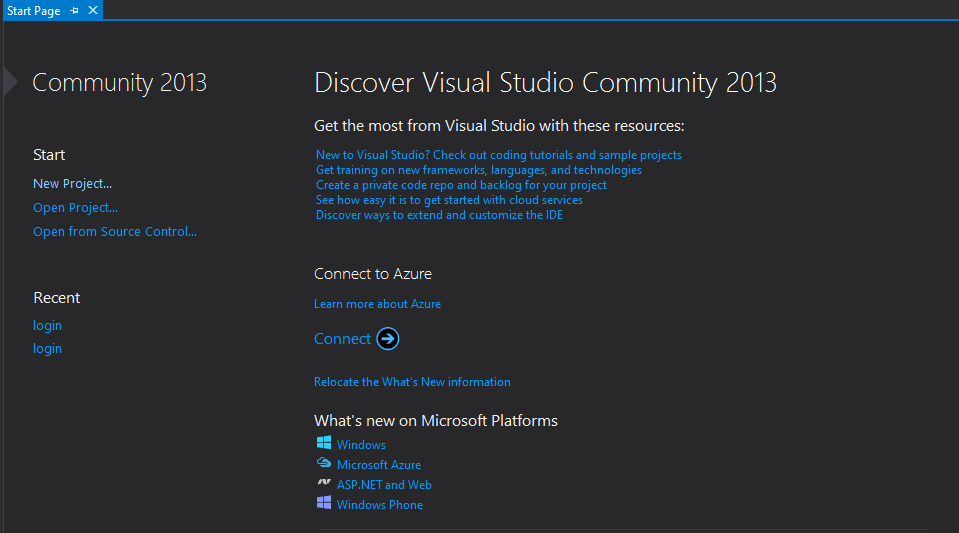 Start Page
Community 2013
Start
New Project...
Open Project...
Open from Source Control...
Recent
login
login
Discover Visual Studio Community 2013
Get the most from Visual Studio with these resources:
New to Visual Studio? Check out coding tutorials and sample projects
Get training on new frameworks, languages, and technologies
Create a private code repo and backlog for your project
See how easy it is to get started with cloud services
Discover ways to extend and customize the IDE
Connect to Azure
Learn more about Azure
Connect
Relocate the What's New information
What's new on Microsoft Platforms
Windows
Microsoft Azure
ASP.NET and Web
Windows Phone